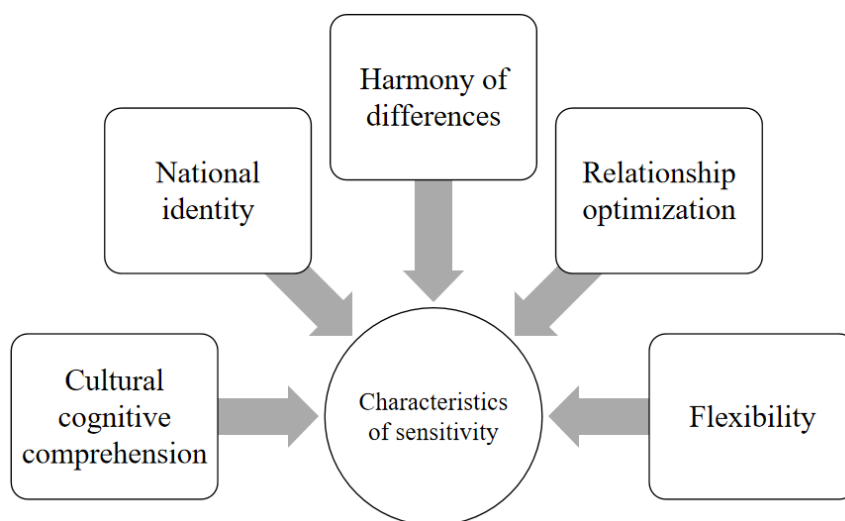 Harmony of
differences
National
identity
Relationship
optimization
Cultural
cognitive
comprehension
Characteristics
of sensitivity
Flexibility